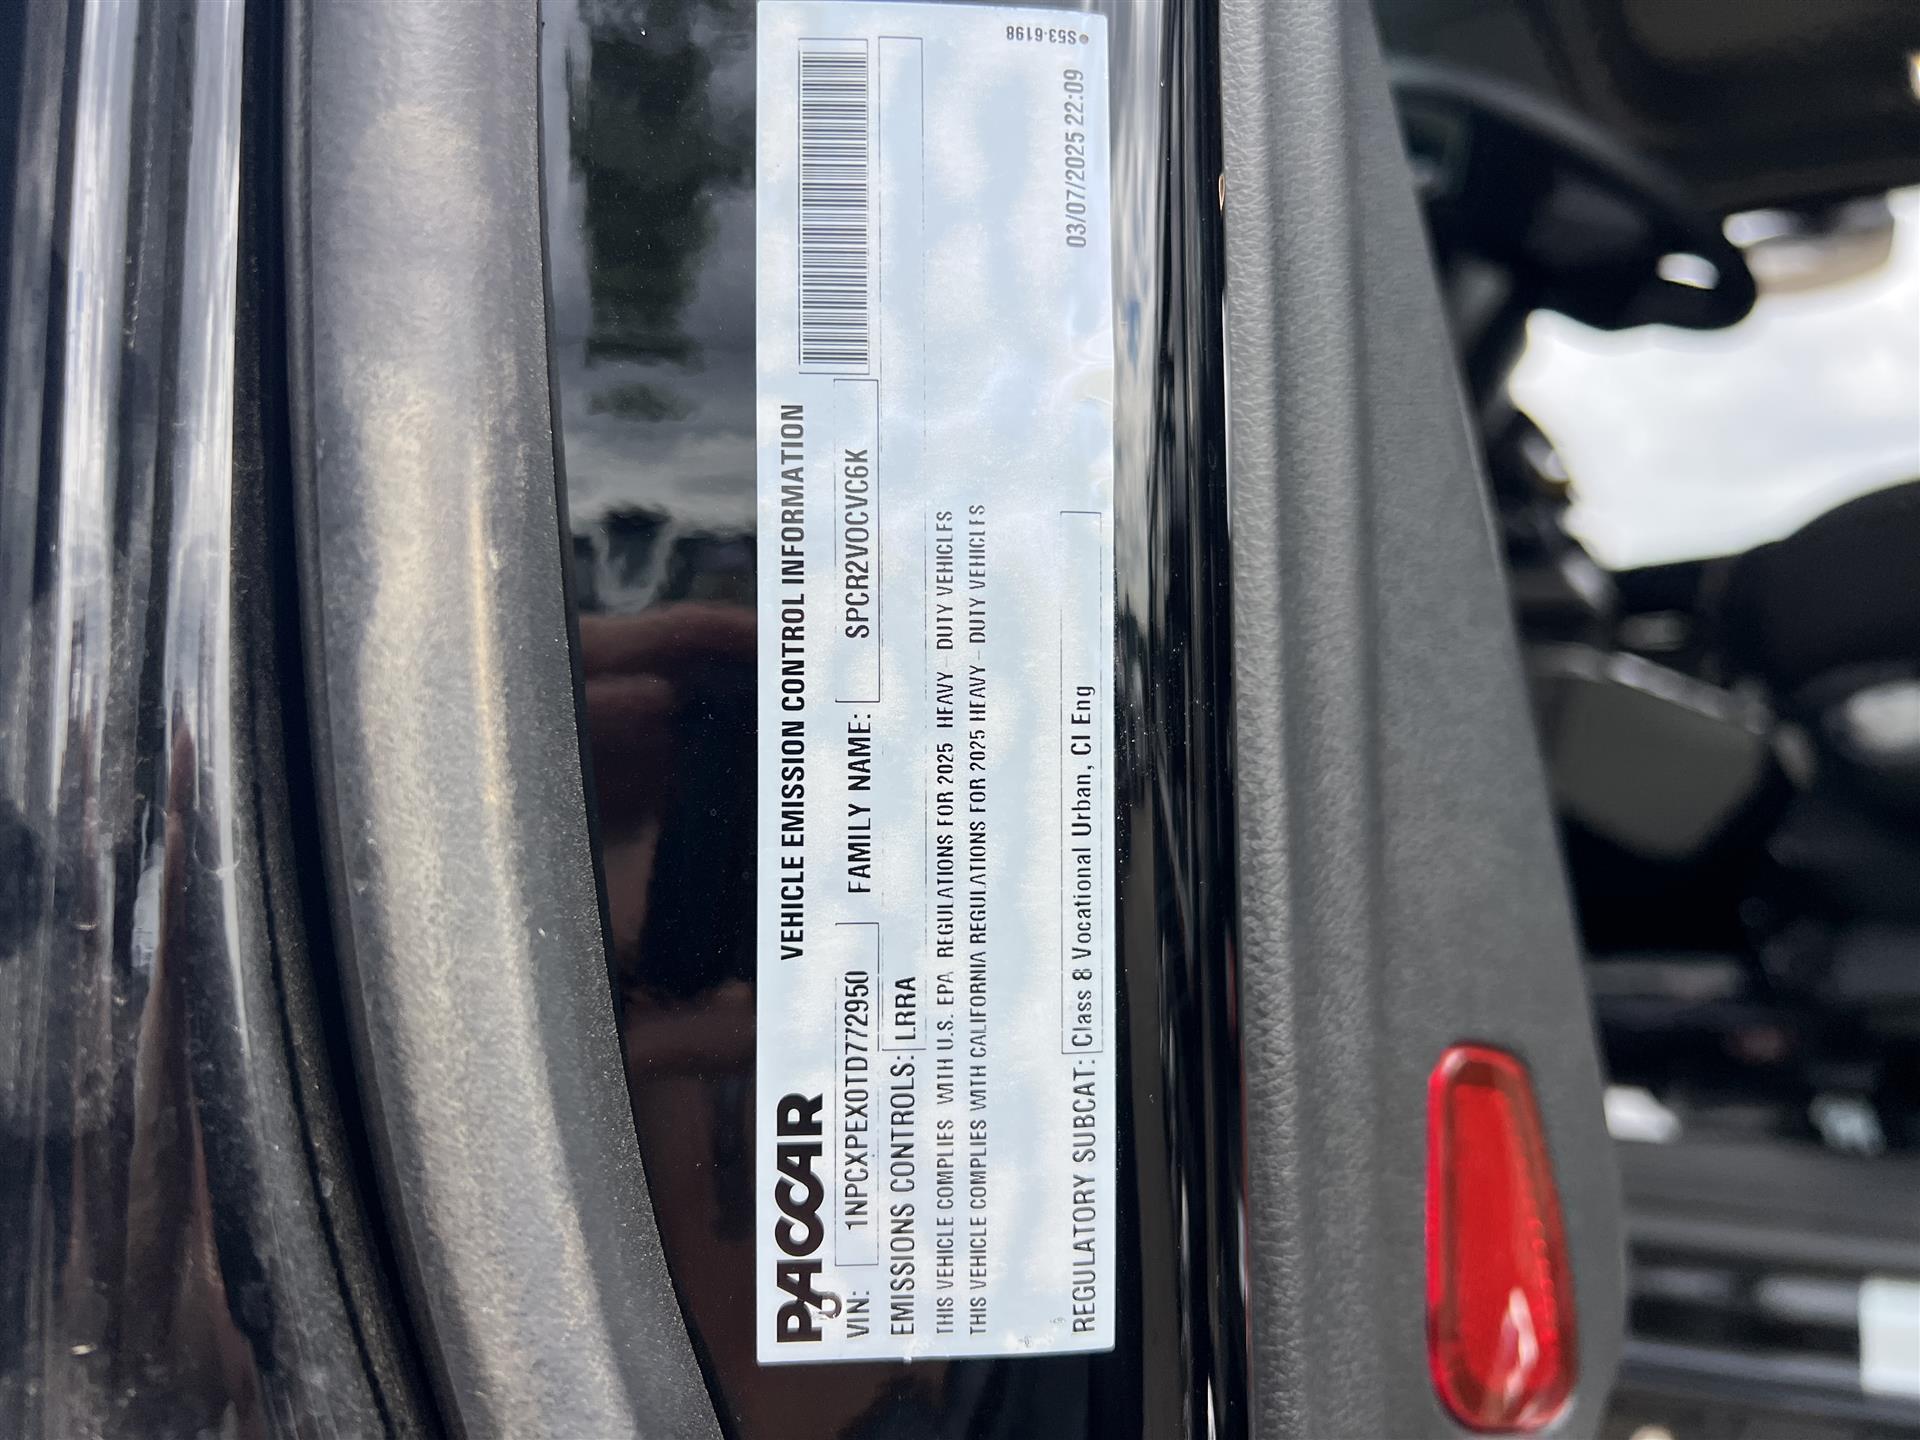 PACCAR
VEHICLE EMISSION CONTROL INFORMATION
VIN: 1NPCXPEX0TD772950 FAMILY NAME: SPCR2VOCVC6K
EMISSIONS CONTROLS: LRRA
THIS VEHICLE COMPLIES WITH U.S. EPA REGULATIONS FOR 2025 HEAVY - DUTY VEHICLES
THIS VEHICLE COMPLIES WITH CALIFORNIA REGULATIONS FOR 2025 HEAVY - DUTY VEHICLES
REGULATORY SUBCAT: Class 8 Vocational Urban, CI Eng
03/07/2025 22:09
S53-6198